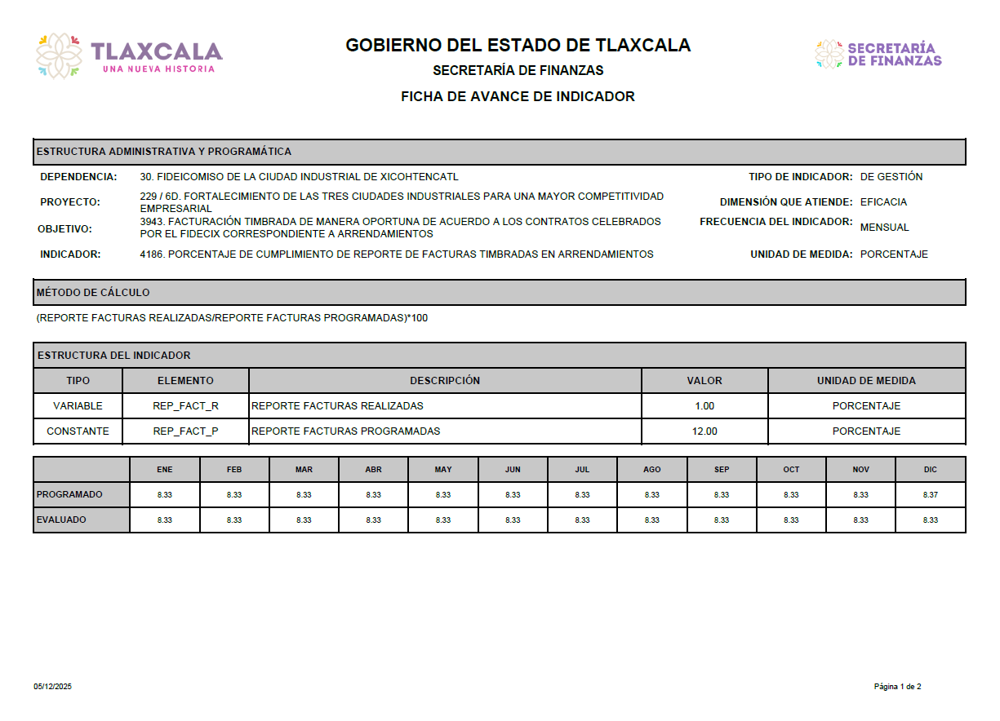 TLAXCALA
UNA NUEVA HISTORIA
GOBIERNO DEL ESTADO DE TLAXCALA
SECRETARÍA DE FINANZAS
FICHA DE AVANCE DE INDICADOR
SECRETARÍA
DE FINANZAS
ESTRUCTURA ADMINISTRATIVA Y PROGRAMÁTICA
DEPENDENCIA: 30. FIDEICOMISO DE LA CIUDAD INDUSTRIAL DE XICOHTENCATL TIPO DE INDICADOR: DE GESTIÓN
PROYECTO: 229 / 6D. FORTALECIMIENTO DE LAS TRES CIUDADES INDUSTRIALES PARA UNA MAYOR COMPETITIVIDAD
EMPRESARIAL
DIMENSIÓN QUE ATIENDE: EFICACIA
OBJETIVO: 3943. FACTURACIÓN TIMBRADA DE MANERA OPORTUNA DE ACUERDO A LOS CONTRATOS CELEBRADOS
POR EL FIDECIX CORRESPONDIENTE A ARRENDAMIENTOS
FRECUENCIA DEL INDICADOR: MENSUAL
INDICADOR: 4186. PORCENTAJE DE CUMPLIMIENTO DE REPORTE DE FACTURAS TIMBRADAS EN ARRENDAMIENTOS UNIDAD DE MEDIDA: PORCENTAJE
MÉTODO DE CÁLCULO
(REPORTE FACTURAS REALIZADAS/REPORTE FACTURAS PROGRAMADAS)*100
ESTRUCTURA DEL INDICADOR
TIPO ELEMENTO DESCRIPCIÓN VALOR UNIDAD DE MEDIDA
VARIABLE REP_FACT_R REPORTE FACTURAS REALIZADAS 1.00 PORCENTAJE
CONSTANTE REP_FACT_P REPORTE FACTURAS PROGRAMADAS 12.00 PORCENTAJE
ENE FEB MAR ABR MAY JUN JUL AGO SEP OCT NOV DIC
PROGRAMADO 8.33 8.33 8.33 8.33 8.33 8.33 8.33 8.33 8.33 8.33 8.33 8.37
EVALUADO 8.33 8.33 8.33 8.33 8.33 8.33 8.33 8.33 8.33 8.33 8.33 8.33
05/12/2025 Página 1 de 2